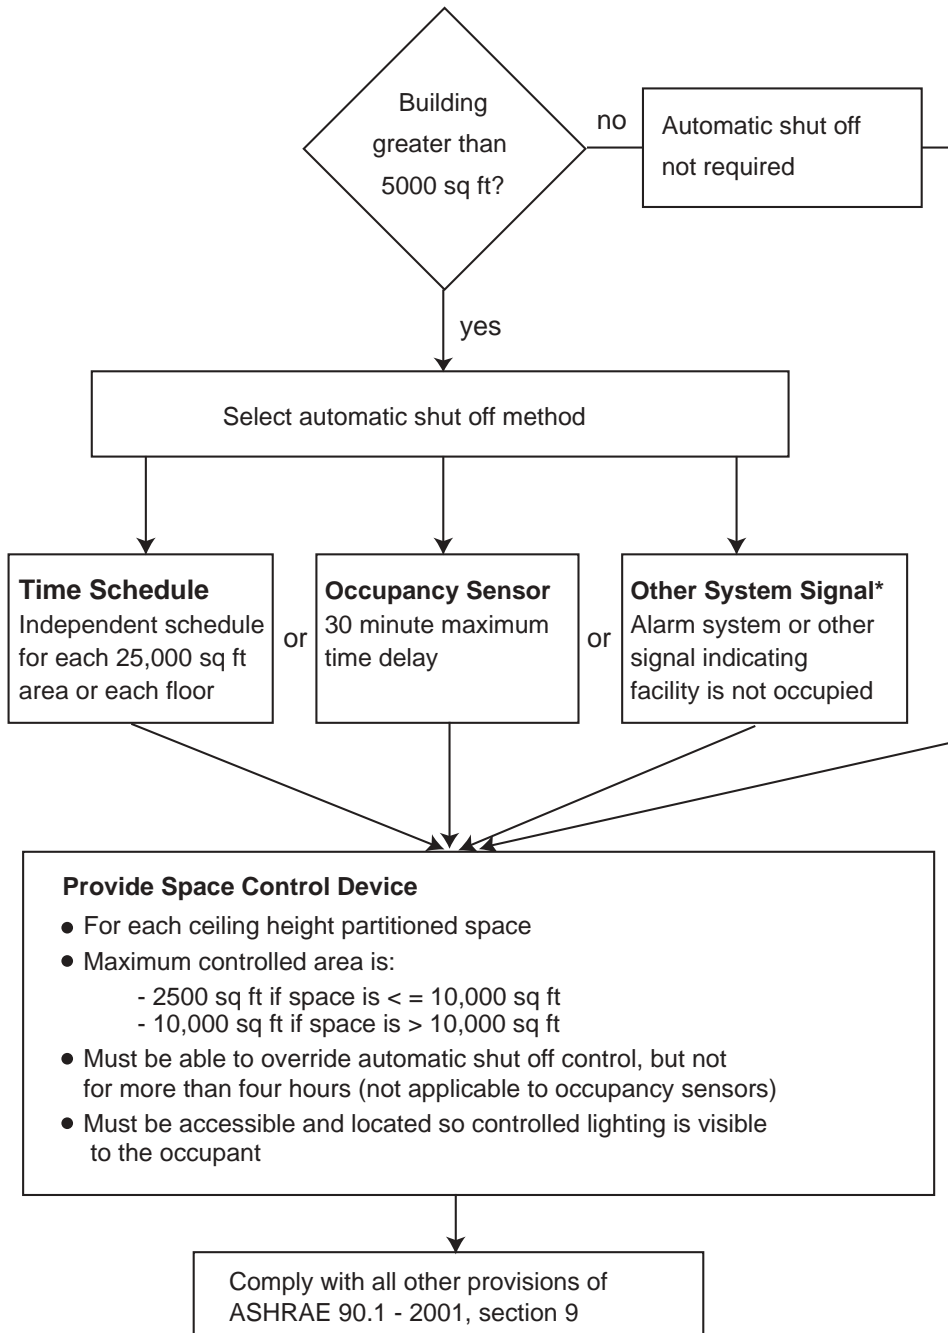 Building
greater than
5000 sq ft?
no
Automatic shut off
not required
yes
Select automatic shut off method
Time Schedule
Independent schedule
for each 25,000 sq ft
area or each floor
or
Occupancy Sensor
30 minute maximum
time delay
or
Other System Signal*
Alarm system or other
signal indicating
facility is not occupied
Provide Space Control Device
● For each ceiling height partitioned space
● Maximum controlled area is:
- 2500 sq ft if space is < = 10,000 sq ft
- 10,000 sq ft if space is > 10,000 sq ft
● Must be able to override automatic shut off control, but not
for more than four hours (not applicable to occupancy sensors)
● Must be accessible and located so controlled lighting is visible
to the occupant
Comply with all other provisions of
ASHRAE 90.1 - 2001, section 9